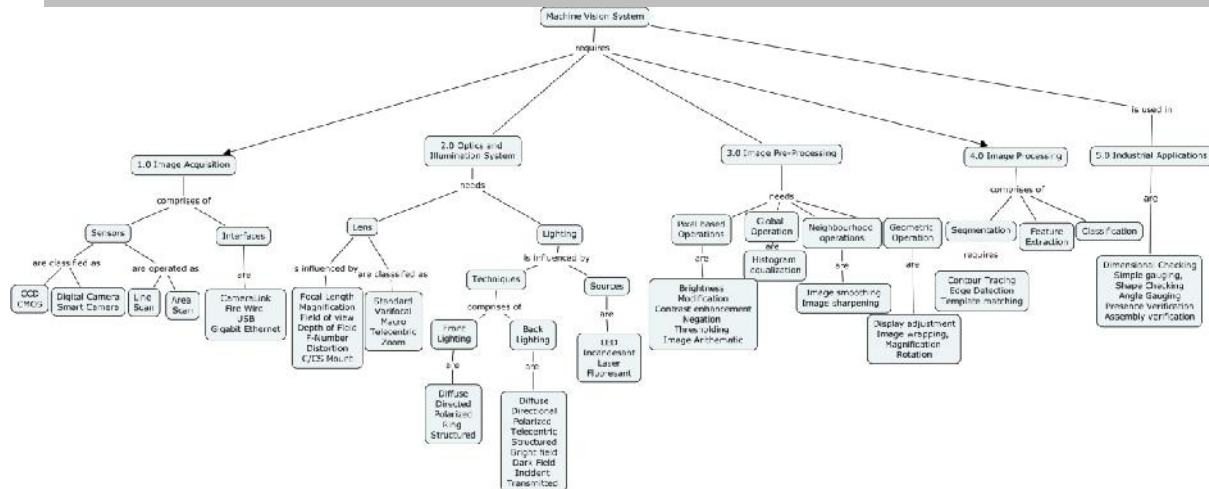 Machine Vision System
requires
is used in
1.0 Image Acquisition
2.0 Optics and
Illumination System
3.0 Image Pre-Processing
4.0 Image Processing
5.0 Industrial Applications
comprises of
needs
needs
comprises of
are
Sensors
Interfaces
Lens
Lighting
Pixel based
Operations
Global
Operation
Neighbourhood
operations
Geometric
Operation
Segmentation
Feature
Extraction
Classification
are classified as
are operated as
are
is influenced by
are classified as
is influenced by
are
are
are
are
requires
CCD
CMOS
Digital Camera
Smart Camera
Line
Scan
Area
Scan
CameraLink
Fire Wire
USB
Gigabit Ethernet
Focal Length
Magnification
Field of view
Depth of Field
F-Number
Distortion
C/CS Mount
Standard
Varifocal
Macro
Telecentric
Zoom
Techniques
Sources
comprises of
are
Front
Lighting
Back
Lighting
LED
Incandesant
Laser
Fluoresant
are
are
Diffuse
Directed
Polarized
Ring
Structured
Diffuse
Directional
Polarized
Telecentric
Structured
Bright field
Dark Field
Incident
Transmitted
Brightness
Modification
Contrast enhancement
Negation
Thresholding
Image Arithematic
Histogram
equalization
Image smoothing
Image sharpening
Display adjustment
Image wrapping,
Magnification
Rotation
Contour Tracing
Edge Detection
Template matching
Dimensional Checking
Simple gauging,
Shape Checking
Angle Gauging
Presence Verification
Assembly verification